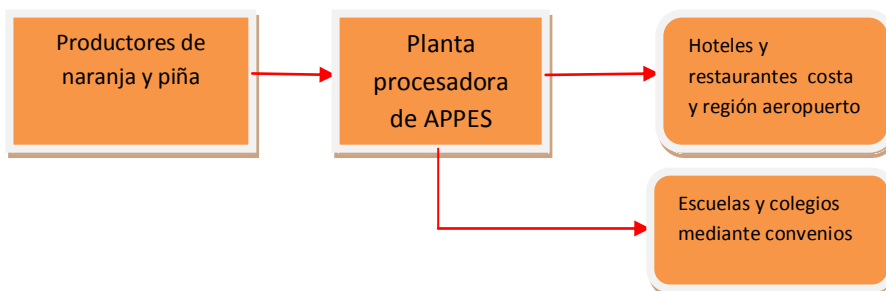 Productores de
naranja y piña
Planta
procesadora
de APPES
Hoteles y
restaurantes costa
y región aeropuerto
Escuelas y colegios
mediante convenios